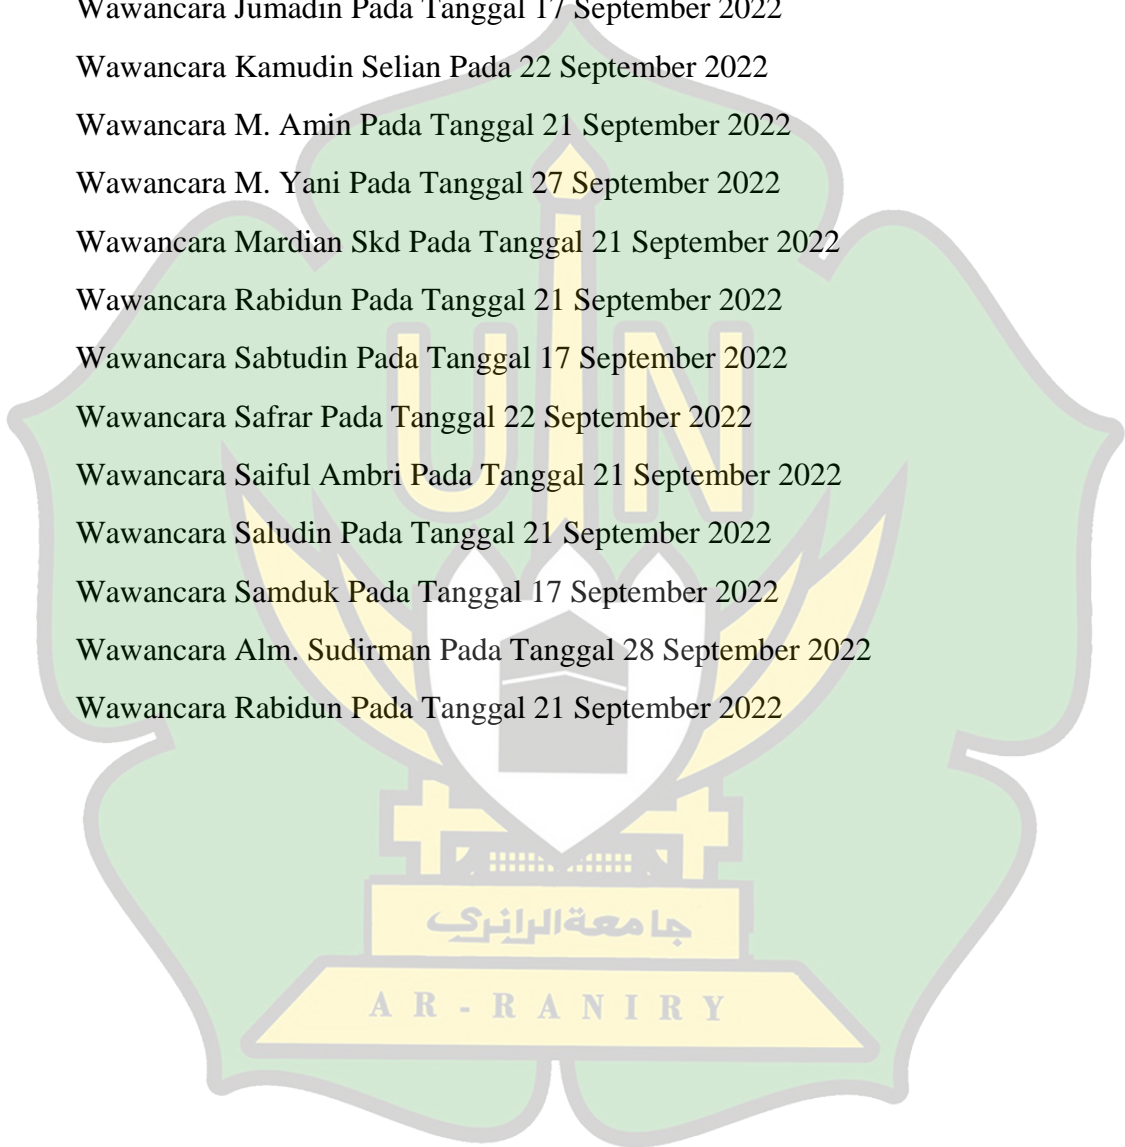 Wawancara Jumadin Pada Tanggal 17 September 2022
Wawancara Kamudin Selian Pada 22 September 2022
Wawancara M. Amin Pada Tanggal 21 September 2022
Wawancara M. Yani Pada Tanggal 27 September 2022
Wawancara Mardian Skd Pada Tanggal 21 September 2022
Wawancara Rabidun Pada Tanggal 21 September 2022
Wawancara Sabtudin Pada Tanggal 17 September 2022
Wawancara Safrar Pada Tanggal 22 September 2022
Wawancara Saiful Ambri Pada Tanggal 21 September 2022
Wawancara Saludin Pada Tanggal 21 September 2022
Wawancara Samduk Pada Tanggal 17 September 2022
Wawancara Alm. Sudirman Pada Tanggal 28 September 2022
Wawancara Rabidun Pada Tanggal 21 September 2022
UIN
جامعةالرانري
AR-RANIRY